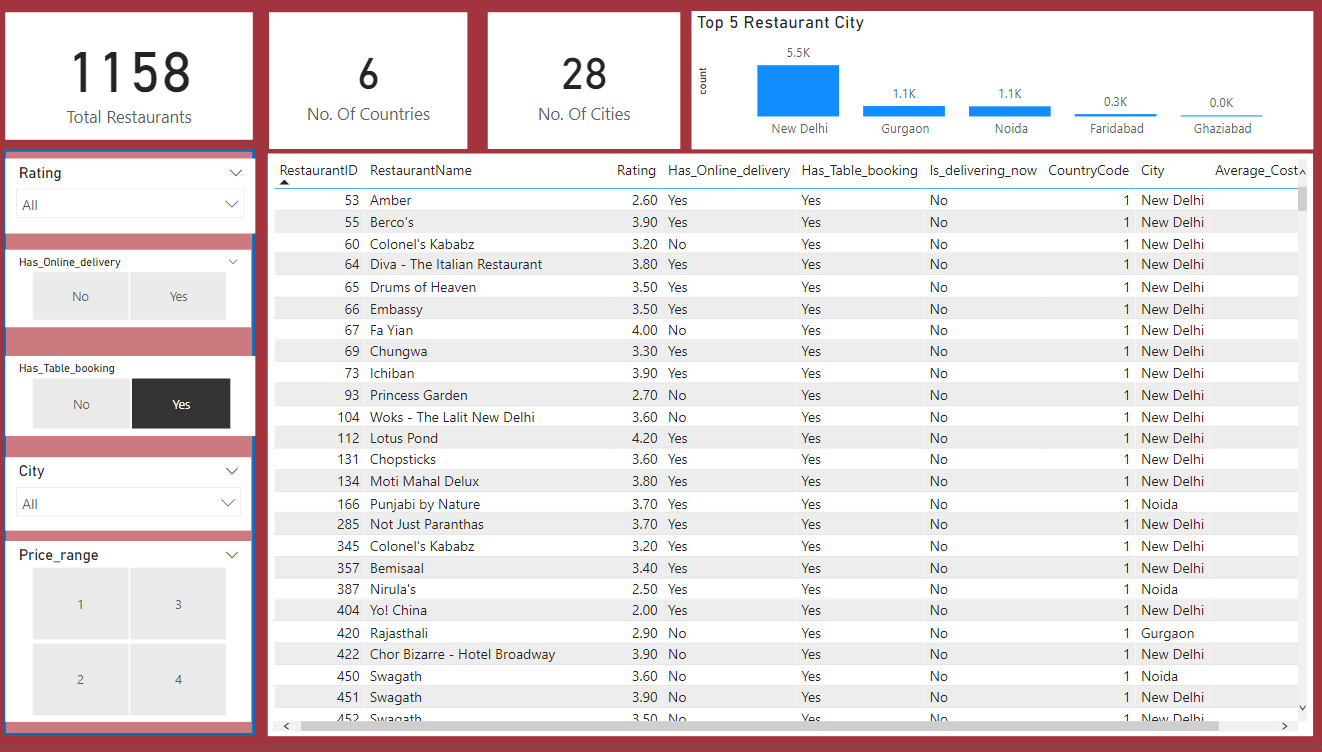 1158
Total Restaurants
6
No. Of Countries
28
No. Of Cities
Top 5 Restaurant City
count
5.5K 1.1K 1.1K 0.3K 0.0K
New Delhi Gurgaon Noida Faridabad Ghaziabad
Rating
All
Has_Online_delivery
No Yes
Has_Table_booking
No Yes
City
All
Price_range
1 3
2 4
RestaurantID RestaurantName Rating Has_Online_delivery Has_Table_booking Is_delivering_now CountryCode City Average_Cost
53 Amber 2.60 Yes Yes No 1 New Delhi
55 Berco's 3.90 Yes Yes No 1 New Delhi
60 Colonel's Kababz 3.20 No Yes No 1 New Delhi
64 Diva - The Italian Restaurant 3.80 Yes Yes No 1 New Delhi
65 Drums of Heaven 3.50 Yes Yes No 1 New Delhi
66 Embassy 3.50 Yes Yes No 1 New Delhi
67 Fa Yian 4.00 No Yes No 1 New Delhi
69 Chungwa 3.30 Yes Yes No 1 New Delhi
73 Ichiban 3.90 Yes Yes No 1 New Delhi
93 Princess Garden 2.70 No Yes No 1 New Delhi
104 Woks - The Lalit New Delhi 3.60 No Yes No 1 New Delhi
112 Lotus Pond 4.20 Yes Yes No 1 New Delhi
131 Chopsticks 3.60 Yes Yes No 1 New Delhi
134 Moti Mahal Delux 3.80 Yes Yes No 1 New Delhi
166 Punjabi by Nature 3.70 Yes Yes No 1 Noida
285 Not Just Paranthas 3.70 Yes Yes No 1 New Delhi
345 Colonel's Kababz 3.20 Yes Yes No 1 New Delhi
357 Bemisaal 3.40 Yes Yes No 1 New Delhi
387 Nirula's 2.50 Yes Yes No 1 Noida
404 Yo! China 2.00 Yes Yes No 1 New Delhi
420 Rajasthali 2.90 No Yes No 1 Gurgaon
422 Chor Bizarre - Hotel Broadway 3.90 No Yes No 1 New Delhi
450 Swagath 3.60 No Yes No 1 Noida
451 Swagath 3.90 No Yes No 1 New Delhi
452 Swagath 3.50 No Yes No 1 New Delhi